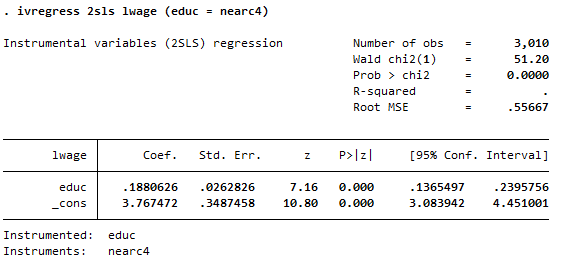 . ivregress 2sls lwage (educ = nearc4)
Instrumental variables (2SLS) regression Number of obs = 3,010
Wald chi2(1) = 51.20
Prob > chi2 = 0.0000
R-squared = .
Root MSE = .55667
lwage Coef. Std. Err. z P>|z| [95% Conf. Interval]
educ .1880626 .0262826 7.16 0.000 .1365497 .2395756
_cons 3.767472 .3487458 10.80 0.000 3.083942 4.451001
Instrumented: educ
Instruments: nearc4